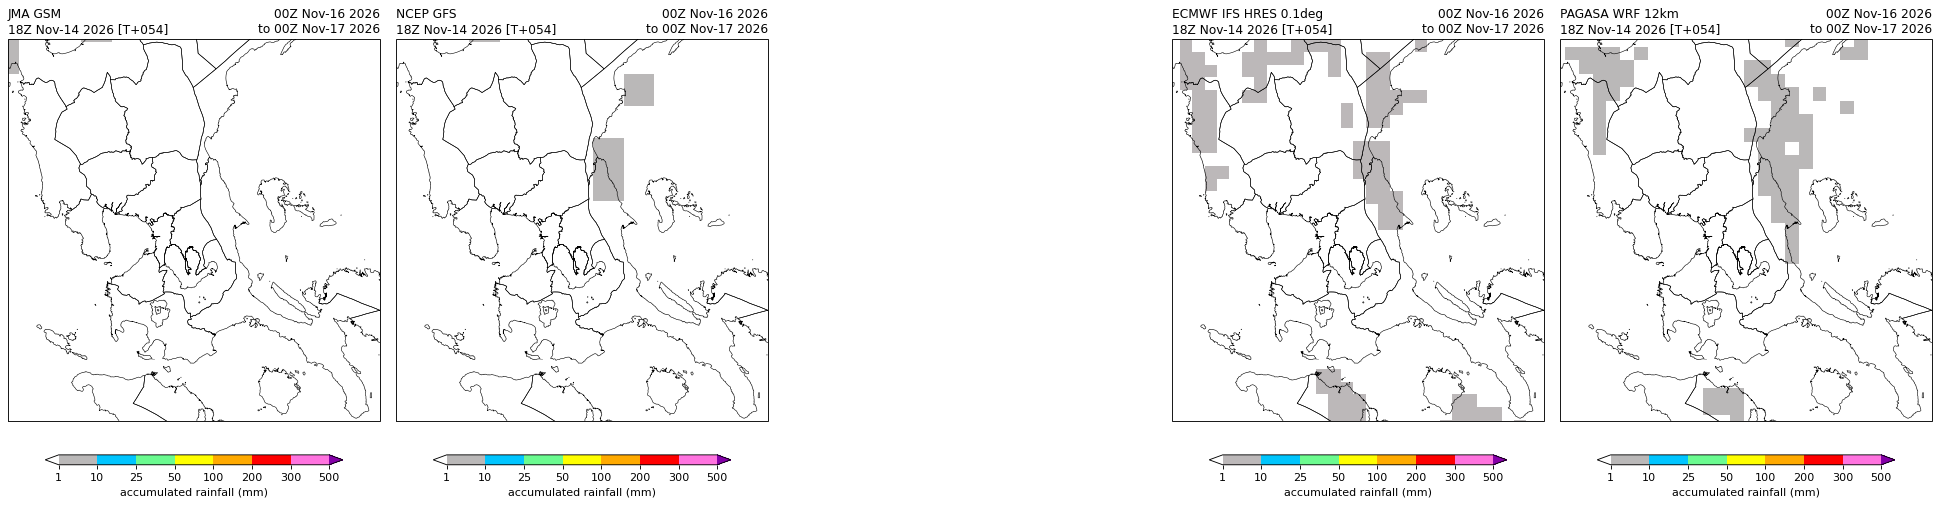 JMA GSM 00Z Nov-16 2026
18Z Nov-14 2026 [T+054] to 00Z Nov-17 2026
1 10 25 50 100 200 300 500
accumulated rainfall (mm)
NCEP GFS 00Z Nov-16 2026
18Z Nov-14 2026 [T+054] to 00Z Nov-17 2026
1 10 25 50 100 200 300 500
accumulated rainfall (mm)
ECMWF IFS HRES 0.1deg 00Z Nov-16 2026
18Z Nov-14 2026 [T+054] to 00Z Nov-17 2026
1 10 25 50 100 200 300 500
accumulated rainfall (mm)
PAGASA WRF 12km 00Z Nov-16 2026
18Z Nov-14 2026 [T+054] to 00Z Nov-17 2026
1 10 25 50 100 200 300 500
accumulated rainfall (mm)